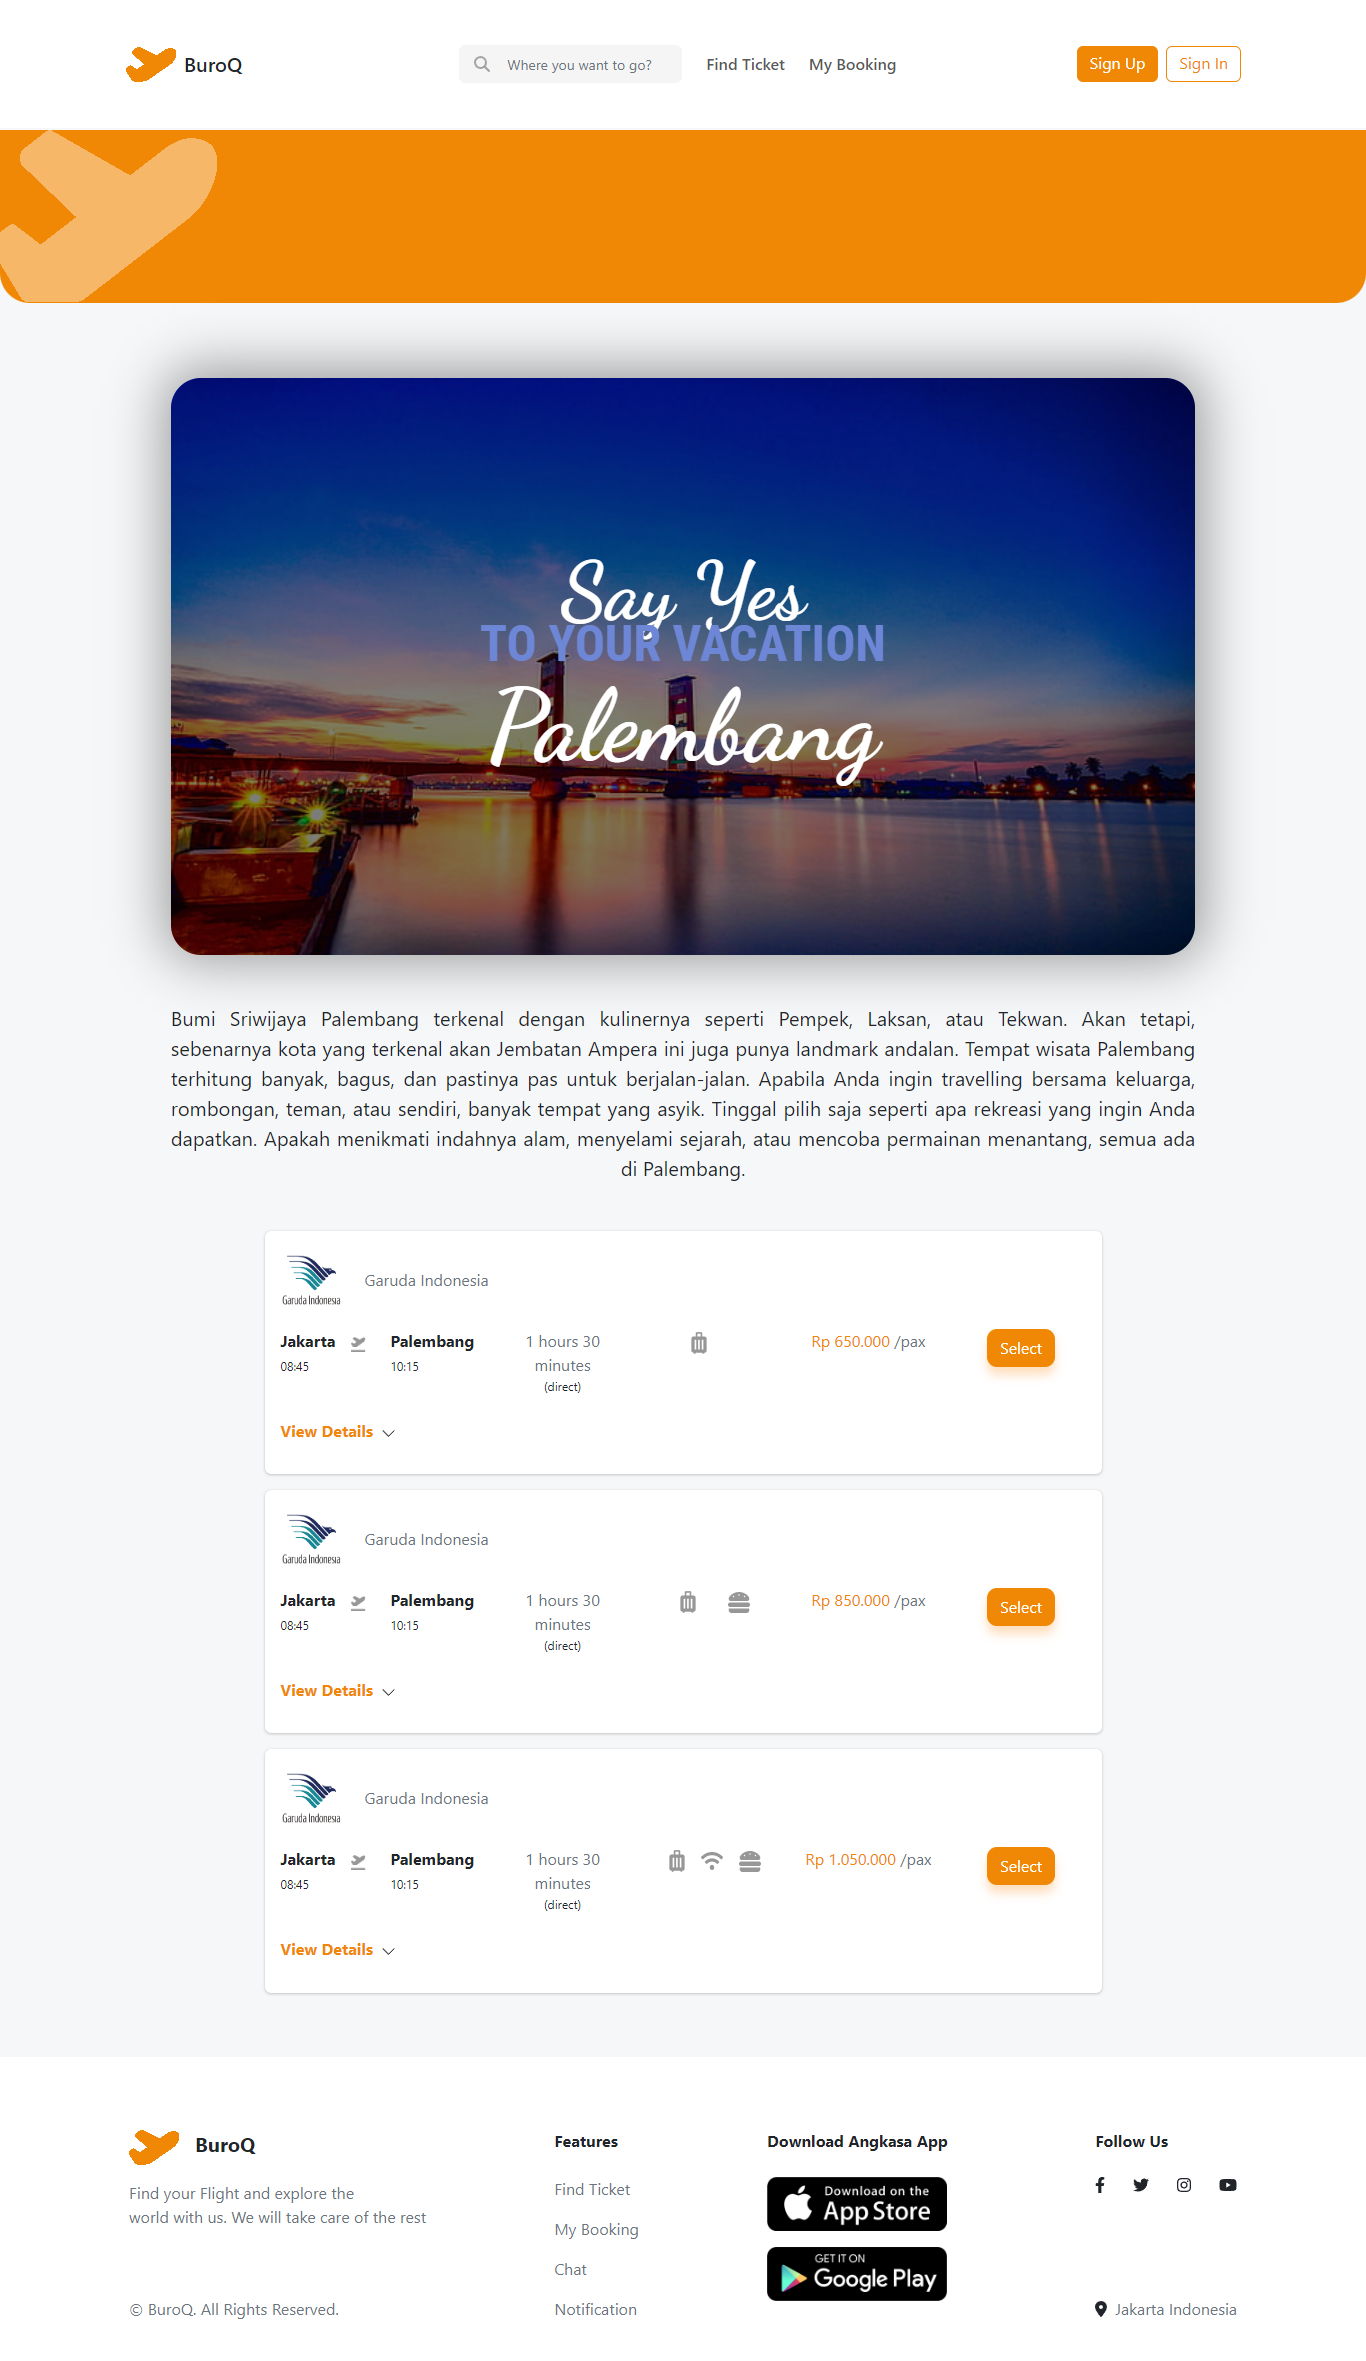 BuroQ
Where you want to go?
Find Ticket
My Booking
Sign Up
Sign In
Say Yes
TO YOUR VACATION
Palembang
Bumi Sriwijaya Palembang terkenal dengan kulinernya seperti Pempek, Laksan, atau Tekwan. Akan tetapi,
sebenarnya kota yang terkenal akan Jembatan Ampera ini juga punya landmark andalan. Tempat wisata Palembang
terhitung banyak, bagus, dan pastinya pas untuk berjalan-jalan. Apabila Anda ingin travelling bersama keluarga,
rombongan, teman, atau sendiri, banyak tempat yang asyik. Tinggal pilih saja seperti apa rekreasi yang ingin Anda
dapatkan. Apakah menikmati indahnya alam, menyelami sejarah, atau mencoba permainan menantang, semua ada
di Palembang.
Garuda Indonesia
Garuda Indonesia
Jakarta
08:45
Palembang
10:15
1 hours 30
minutes
(direct)
Rp 650.000 /pax
Select
View Details
Garuda Indonesia
Garuda Indonesia
Jakarta
08:45
Palembang
10:15
1 hours 30
minutes
(direct)
Rp 850.000 /pax
Select
View Details
Garuda Indonesia
Garuda Indonesia
Jakarta
08:45
Palembang
10:15
1 hours 30
minutes
(direct)
Rp 1.050.000 /pax
Select
View Details
BuroQ
Find your Flight and explore the
world with us. We will take care of the rest
© BuroQ. All Rights Reserved.
Features
Find Ticket
My Booking
Chat
Notification
Download Angkasa App
Download on the
App Store
GET IT ON
Google Play
Follow Us
Jakarta Indonesia